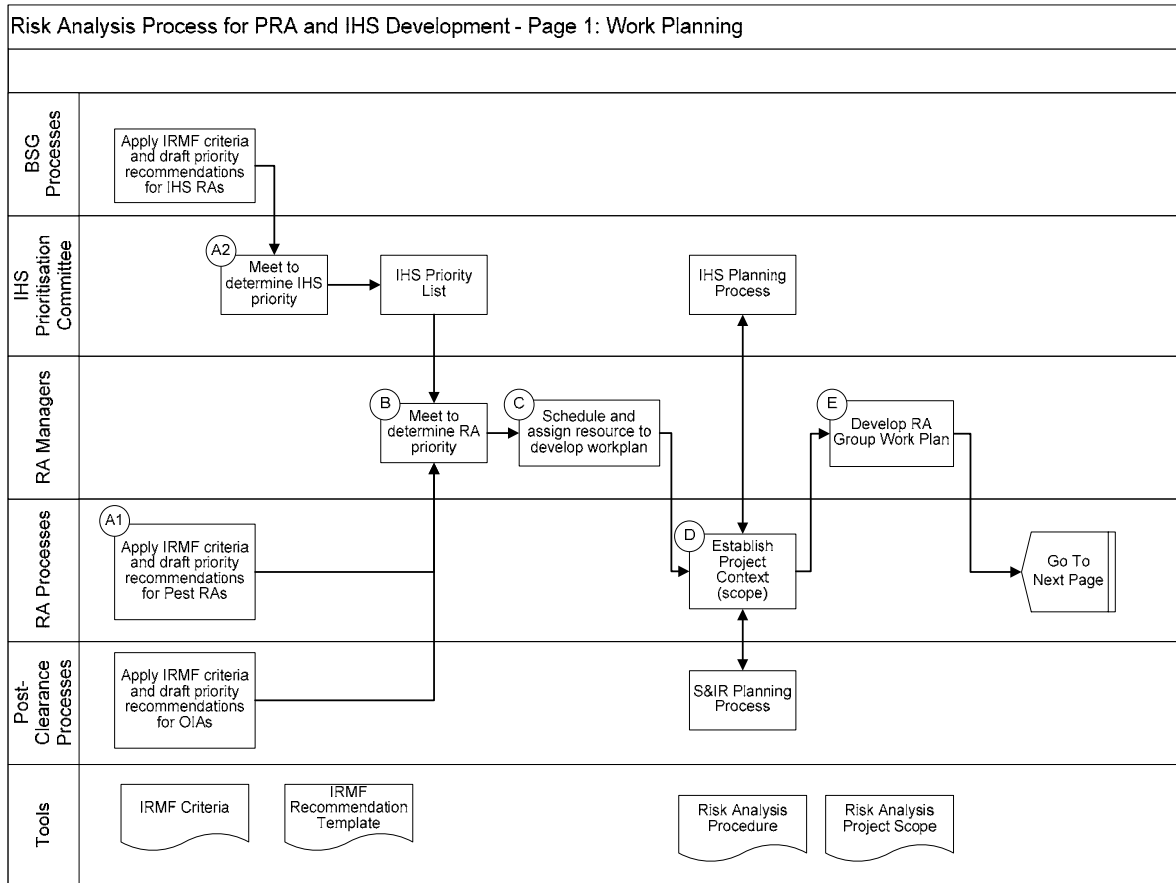 Risk Analysis Process for PRA and IHS Development - Page 1: Work Planning
BSG
Processes
Apply IRMF criteria
and draft priority
recommendations
for IHS RAs
IHS
Prioritisation
Committee
A2
Meet to
determine IHS
priority
IHS Priority
List
IHS Planning
Process
RA Managers
B
Meet to
determine RA
priority
C
Schedule and
assign resource to
develop workplan
E
Develop RA
Group Work Plan
RA Processes
A1
Apply IRMF criteria
and draft priority
recommendations
for Pest RAs
D
Establish
Project
Context
(scope)
Go To
Next Page
Post-
Clearance
Processes
Apply IRMF criteria
and draft priority
recommendations
for OIAs
S&IR Planning
Process
Tools
IRMF Criteria
IRMF
Recommendation
Template
Risk Analysis
Procedure
Risk Analysis
Project Scope